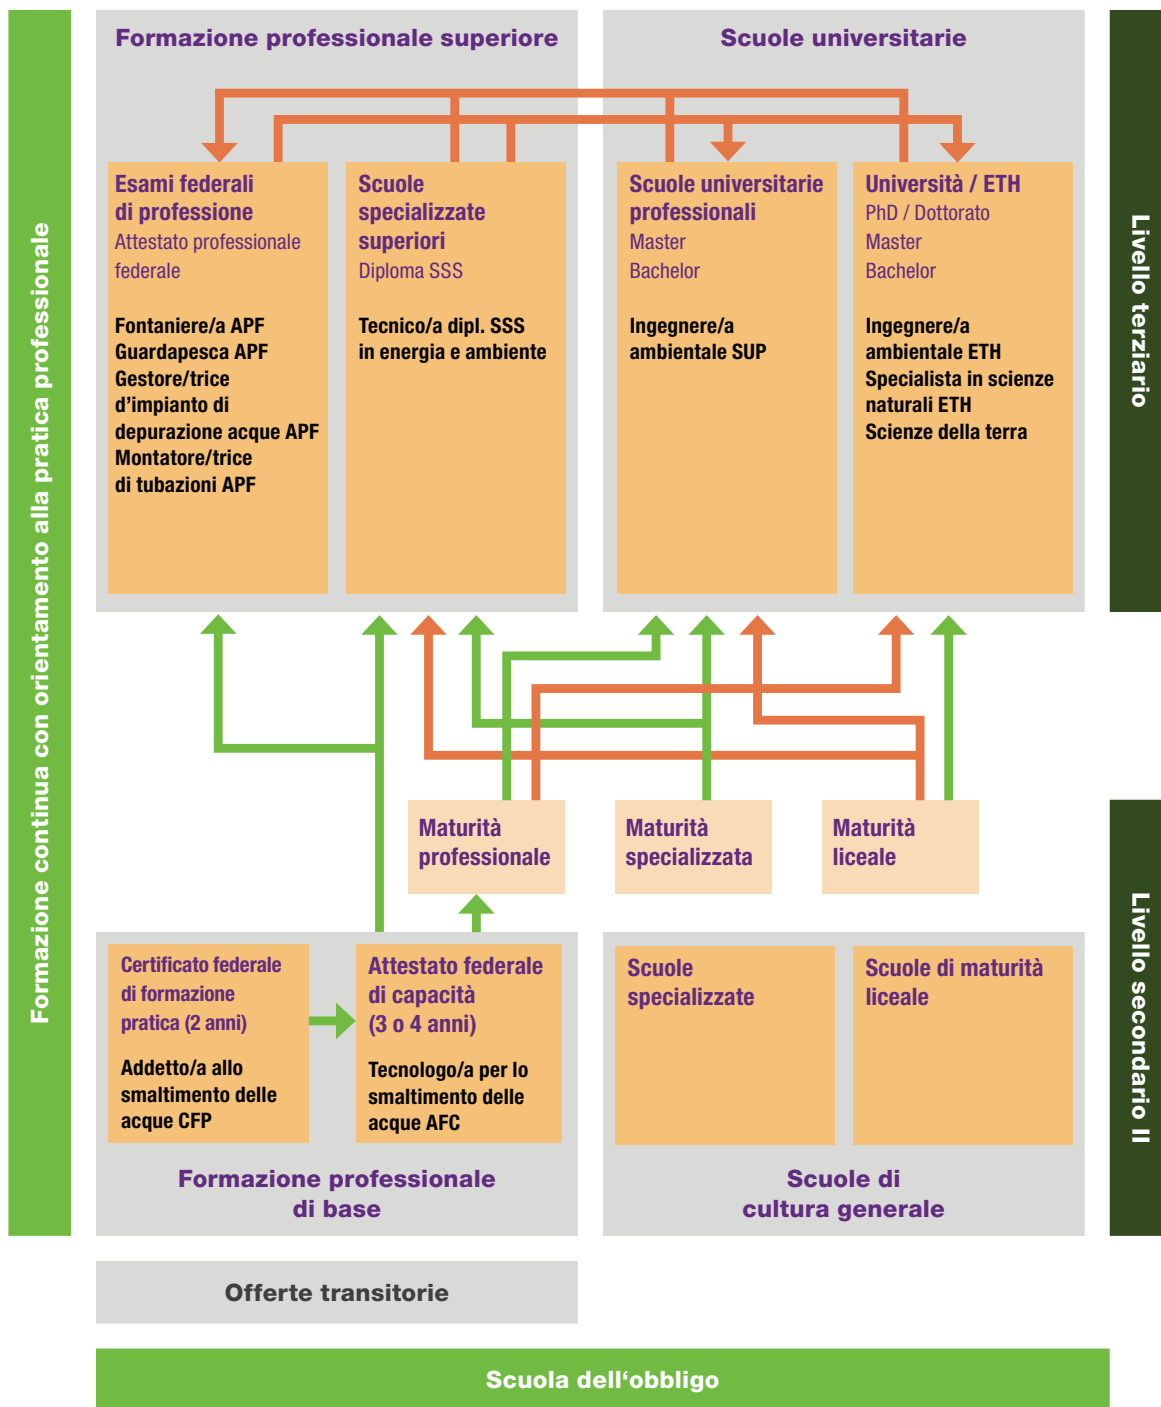 Formazione continua con orientamento alla pratica professionale
Formazione professionale superiore
Scuole universitarie
Esami federali
di professione
Attestato professionale
federale
Fontaniere/a APF
Guardapesca APF
Gestore/trice
d'impianto di
depurazione acque APF
Montatore/trice
di tubazioni APF
Scuole
specializzate
superiori
Diploma SSS
Tecnico/a dipl. SSS
in energia e ambiente
Scuole universitarie
professionali
Master
Bachelor
Ingegnere/a
ambientale SUP
Università / ETH
PhD / Dottorato
Master
Bachelor
Ingegnere/a
ambientale ETH
Specialista in scienze
naturali ETH
Scienze della terra
Livello terziario
Maturità
professionale
Maturità
specializzata
Maturità
liceale
Certificato federale
di formazione
pratica (2 anni)
Addetto/a allo
smaltimento delle
acque CFP
Attestato federale
di capacità
(3 o 4 anni)
Tecnologo/a per lo
smaltimento delle
acque AFC
Formazione professionale
di base
Scuole
specializzate
Scuole di maturità
liceale
Scuole di
cultura generale
Livello secondario II
Offerte transitorie
Scuola dell‘obbligo